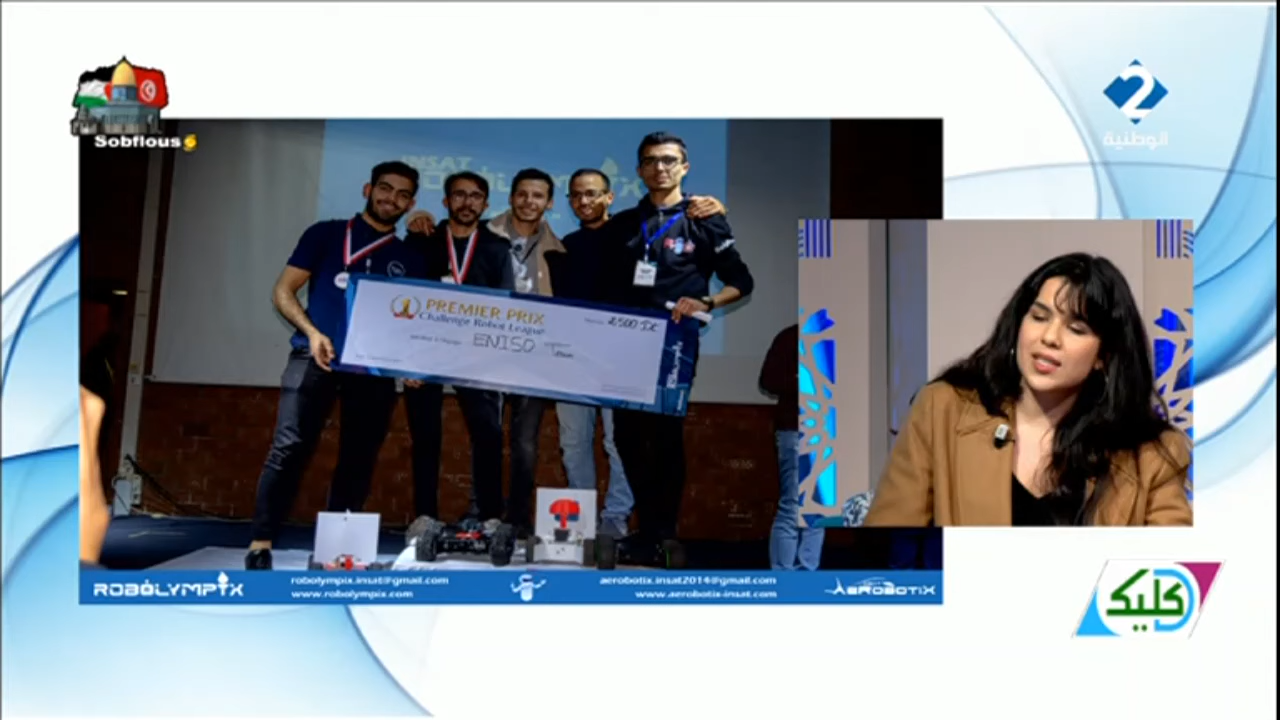 Sobflous
2
الوطنية
INSAT
PREMIER PRIX
Challenge Robot League
2500 DT
ENISO
ROBOLYMPIX
robolympix.insat@gmail.com
www.robolympix.com
aerobotix.insat2014@gmail.com
www.aerobotix-insat.com
AEROBOTIX
كليك